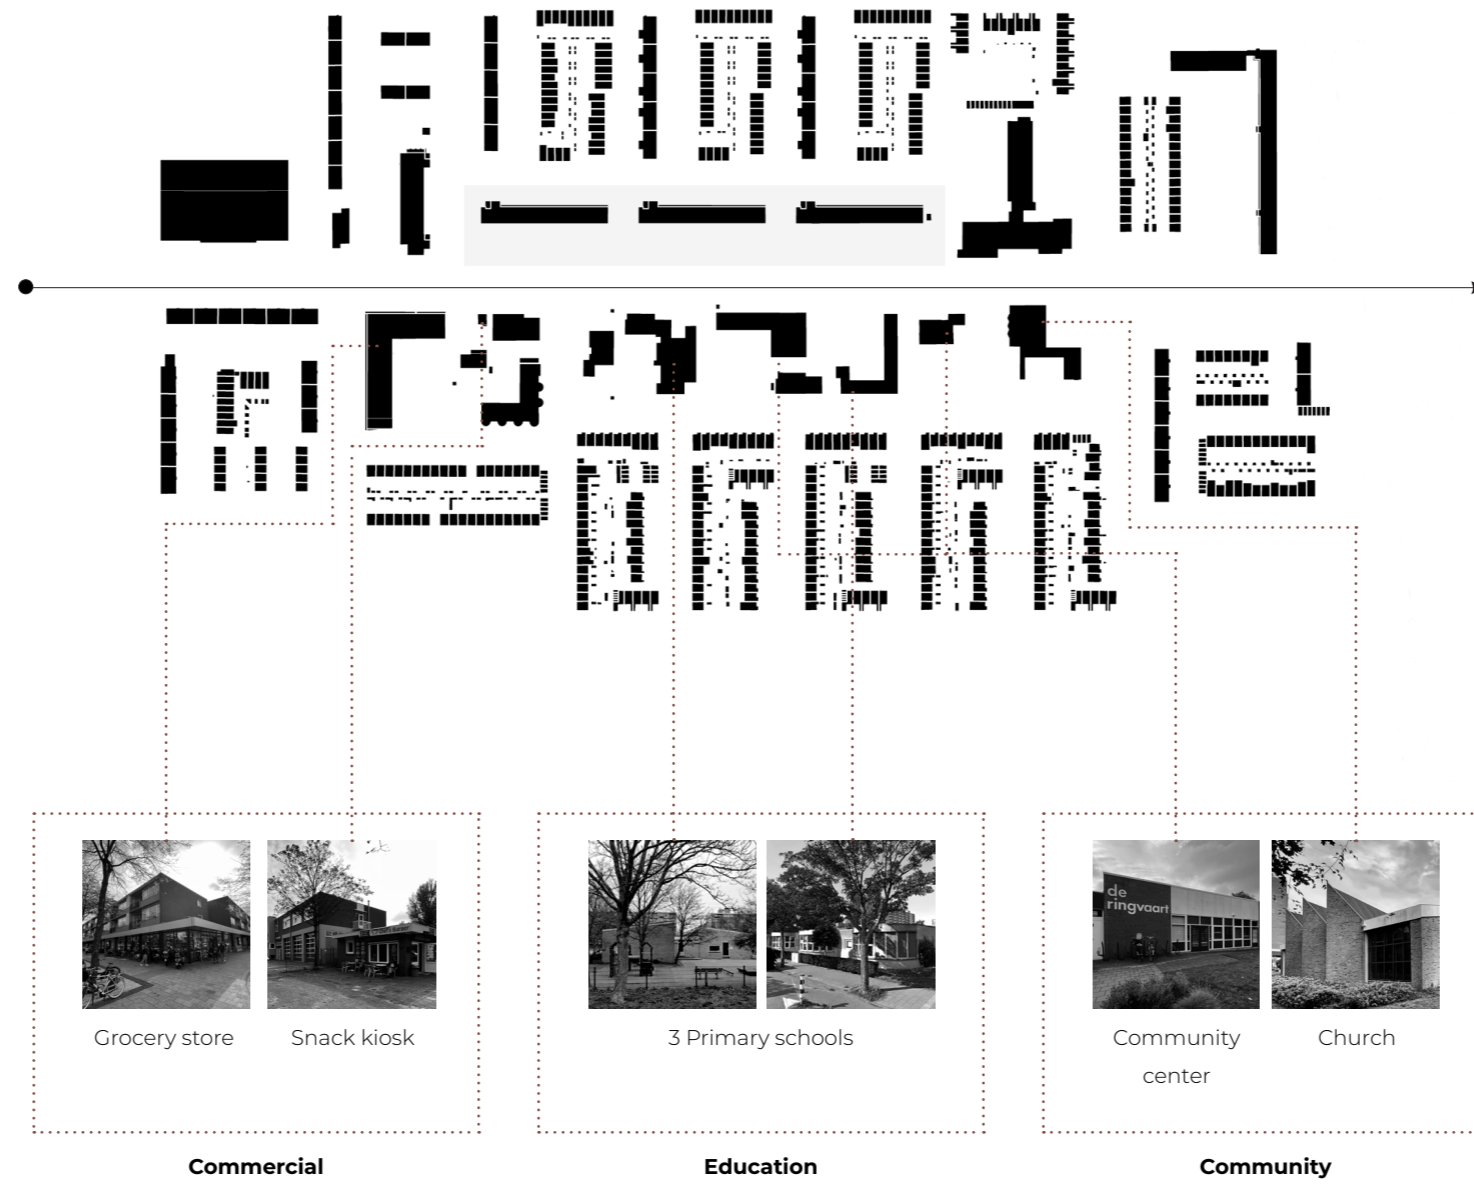 de
ringvaart
Grocery store
Snack kiosk
3 Primary schools
Community
center
Church
Commercial
Education
Community